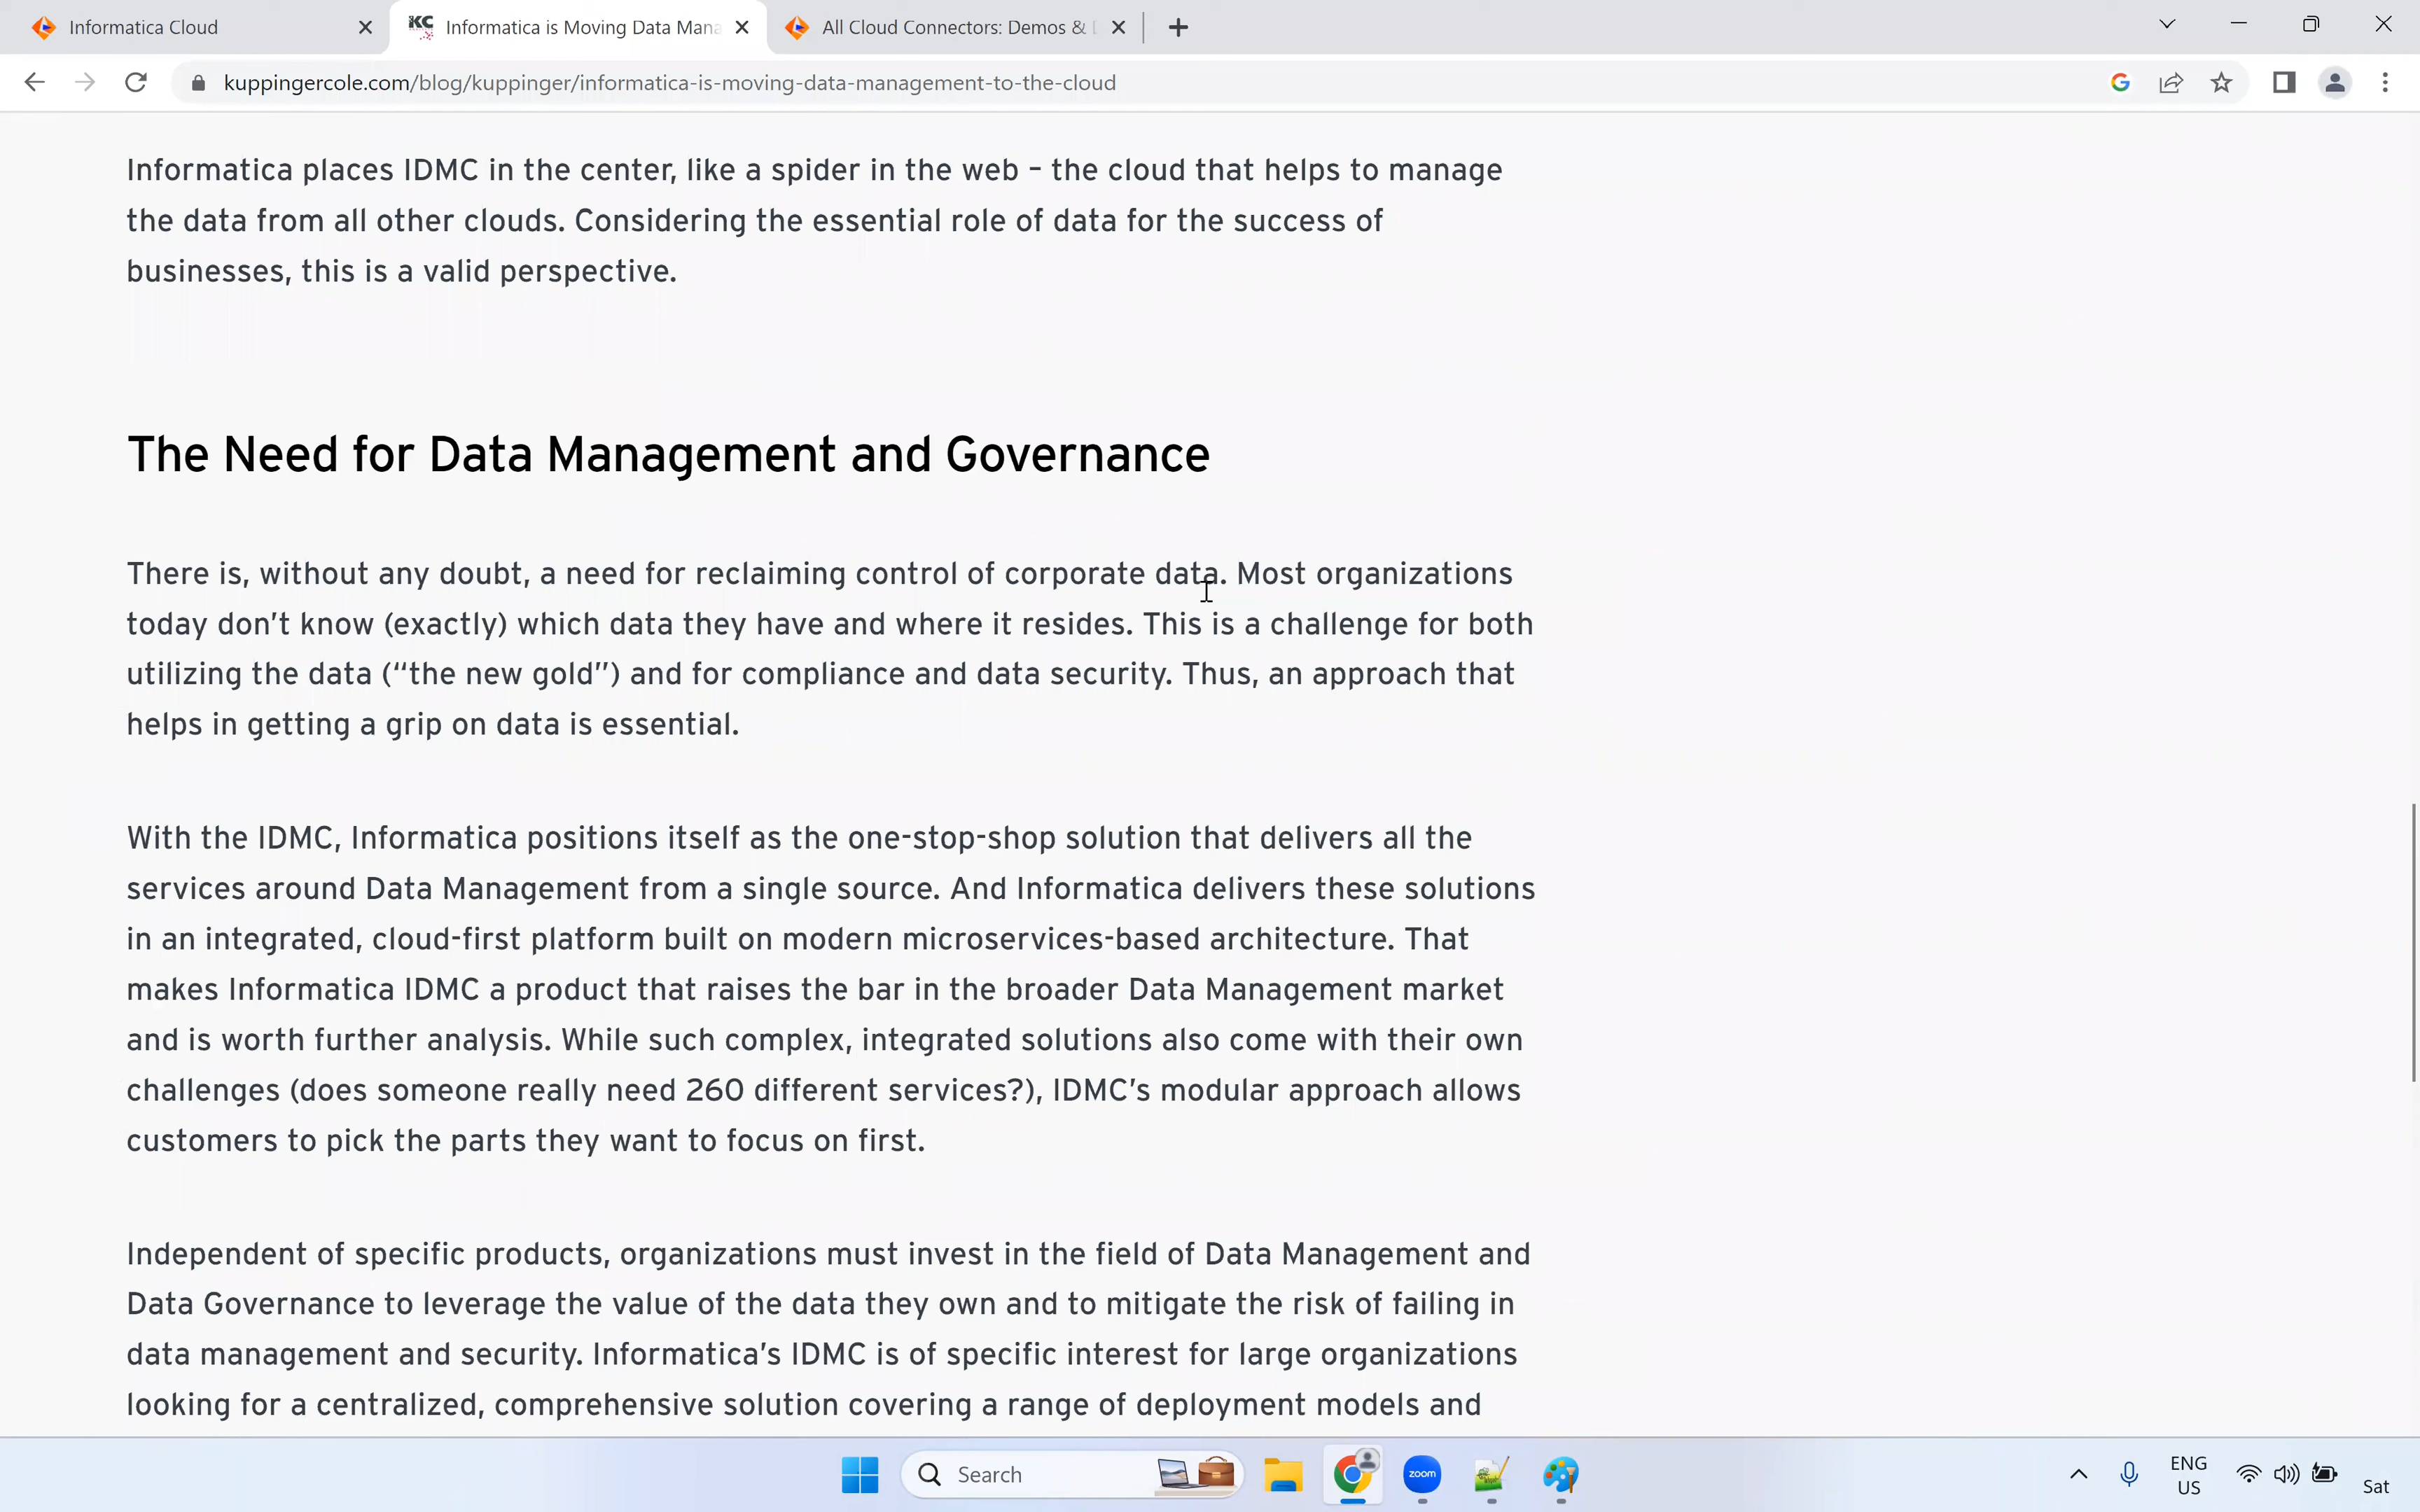 Informatica Cloud
KC
Informatica is Moving Data Mana
All Cloud Connectors: Demos &
kuppingercole.com/blog/kuppinger/informatica-is-moving-data-management-to-the-cloud
Informatica places IDMC in the center, like a spider in the web – the cloud that helps to manage
the data from all other clouds. Considering the essential role of data for the success of
businesses, this is a valid perspective.
The Need for Data Management and Governance
There is, without any doubt, a need for reclaiming control of corporate data. Most organizations
today don’t know (exactly) which data they have and where it resides. This is a challenge for both
utilizing the data (“the new gold”) and for compliance and data security. Thus, an approach that
helps in getting a grip on data is essential.
With the IDMC, Informatica positions itself as the one-stop-shop solution that delivers all the
services around Data Management from a single source. And Informatica delivers these solutions
in an integrated, cloud-first platform built on modern microservices-based architecture. That
makes Informatica IDMC a product that raises the bar in the broader Data Management market
and is worth further analysis. While such complex, integrated solutions also come with their own
challenges (does someone really need 260 different services?), IDMC’s modular approach allows
customers to pick the parts they want to focus on first.
Independent of specific products, organizations must invest in the field of Data Management and
Data Governance to leverage the value of the data they own and to mitigate the risk of failing in
data management and security. Informatica’s IDMC is of specific interest for large organizations
looking for a centralized, comprehensive solution covering a range of deployment models and
Search
zoom
ENG
US
Sat